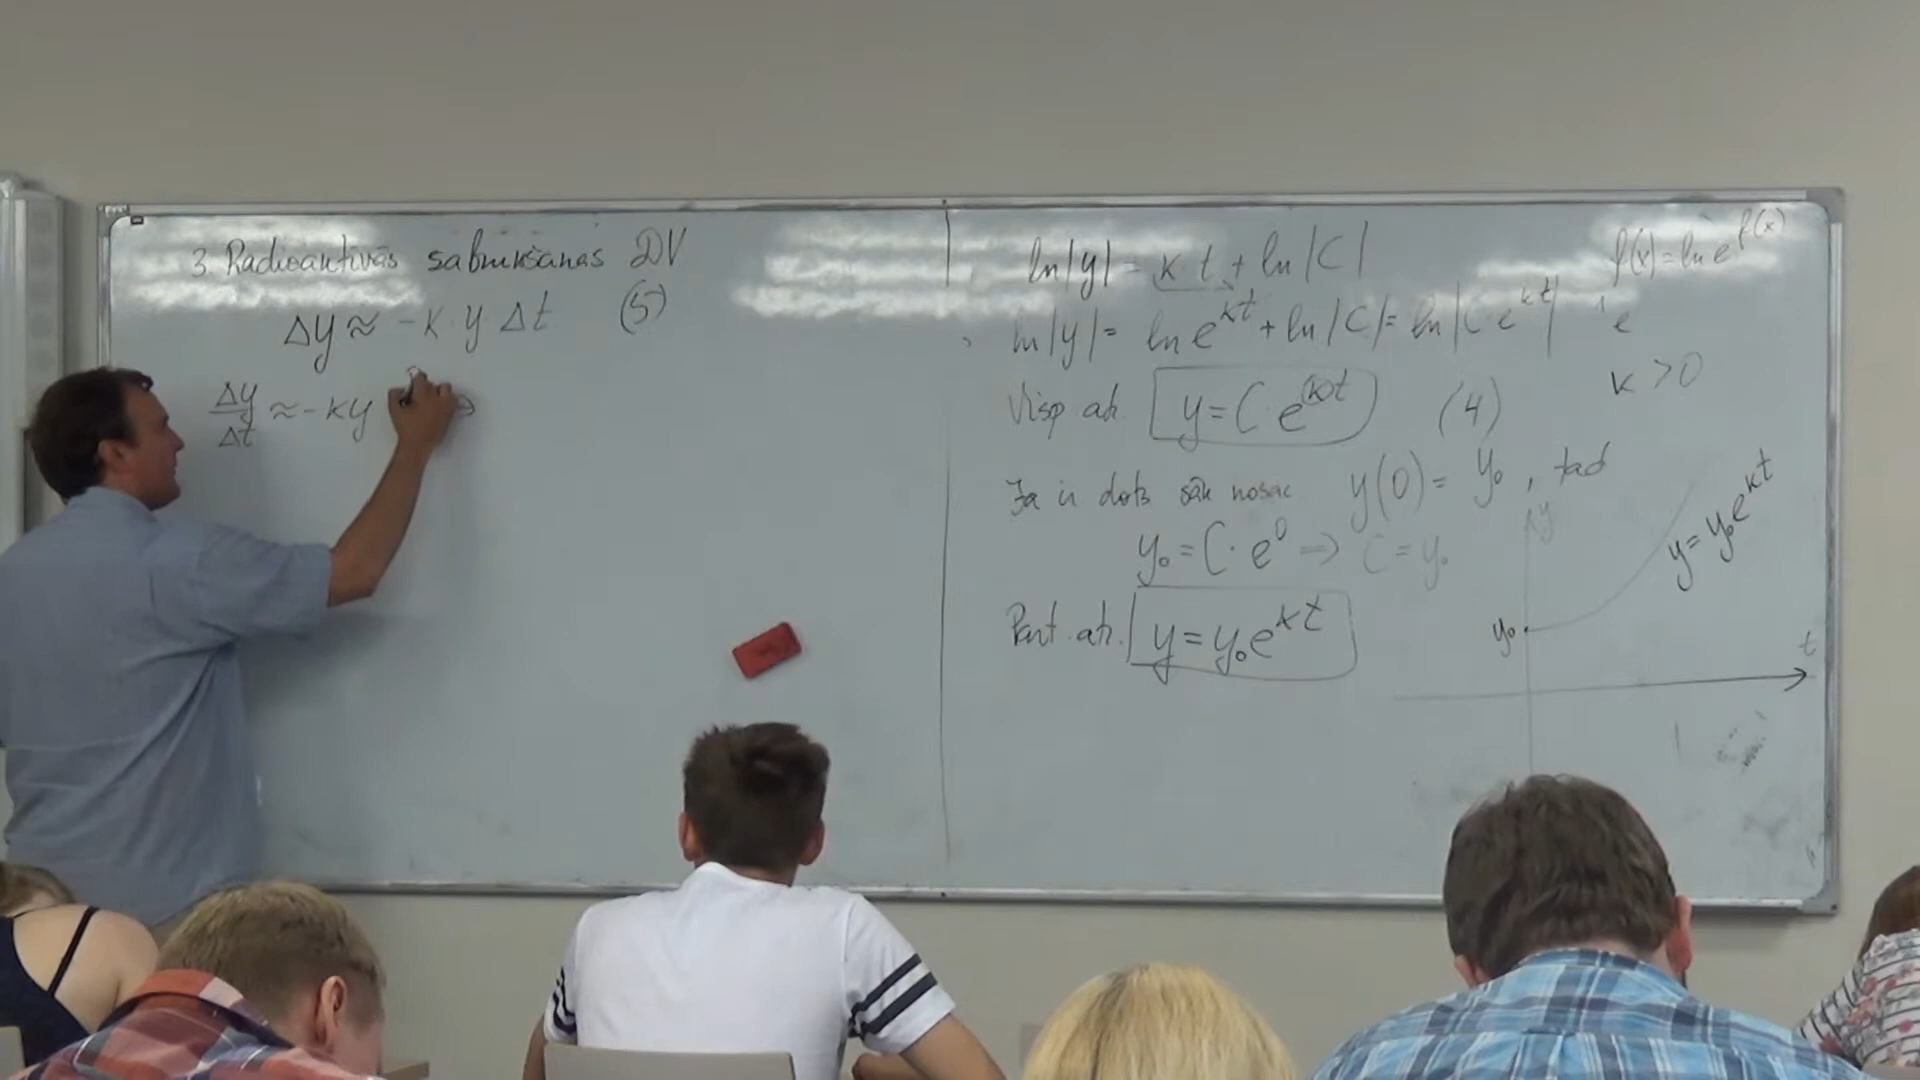 3. Radioaktīvās sabrukšanas DV
Δy ≈ -k·y Δt (5)
Δy/Δt ≈ -ky
ln|y| = kt + ln|C|
f(x) = ln e^f(x)
ln|y| = ln e^kt + ln|C| = ln|C·e^kt|
e
k > 0
Visp atr. y = C·e^kt (4)
Ja ir dots sāk nosac. y(0) = y₀, tad
y₀ = C·e⁰ ⇒ C = y₀
Part. atr. y = y₀e^kt
y
y = y₀e^kt
y₀
t